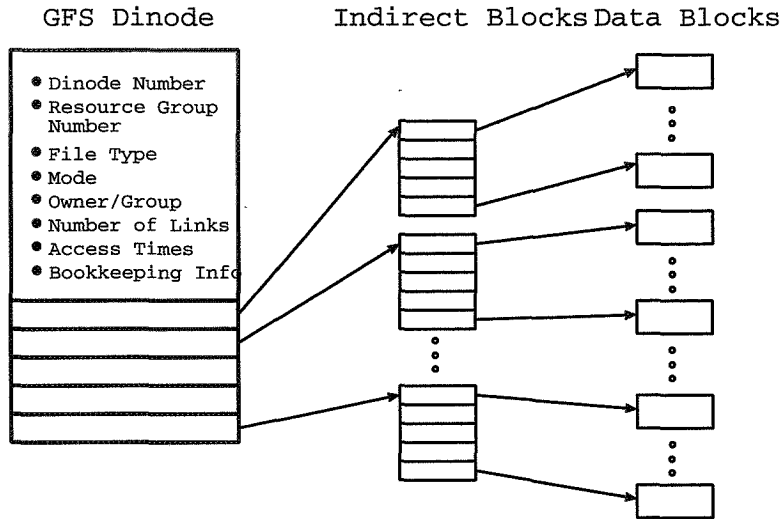 GFS Dinode
Indirect Blocks
Data Blocks
Dinode Number
Resource Group
Number
File Type
Mode
Owner/Group
Number of Links
Access Times
Bookkeeping Info